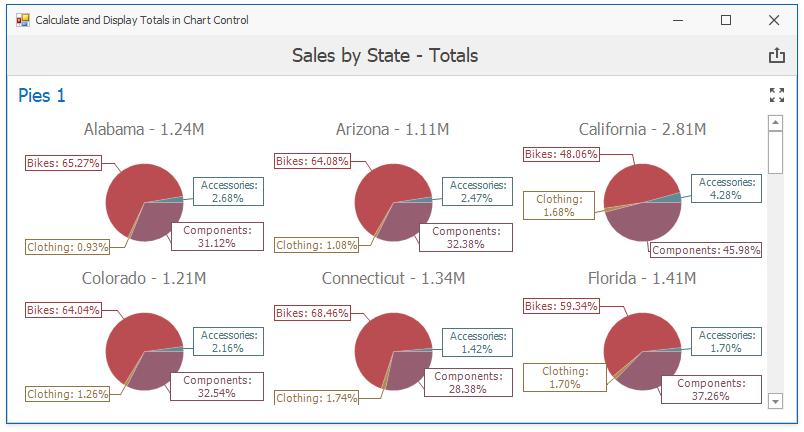 Calculate and Display Totals in Chart Control
Sales by State - Totals
Pies 1
Alabama - 1.24M
Bikes: 65.27%
Accessories:
2.68%
Components:
31.12%
Clothing: 0.93%
Arizona - 1.11M
Bikes: 64.08%
Accessories:
2.47%
Components:
32.38%
Clothing: 1.08%
California - 2.81M
Bikes: 48.06%
Accessories:
4.28%
Clothing:
1.68%
Components: 45.98%
Colorado - 1.21M
Bikes: 64.04%
Accessories:
2.16%
Components:
32.54%
Clothing: 1.26%
Connecticut - 1.34M
Bikes: 68.46%
Accessories:
1.42%
Components:
28.38%
Clothing: 1.74%
Florida - 1.41M
Bikes: 59.34%
Accessories:
1.70%
Clothing:
1.70%
Components:
37.26%